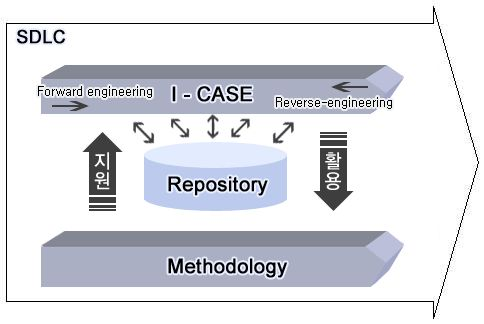 SDLC
Forward engineering
I - CASE
Reverse-engineering
지원
Repository
활용
Methodology